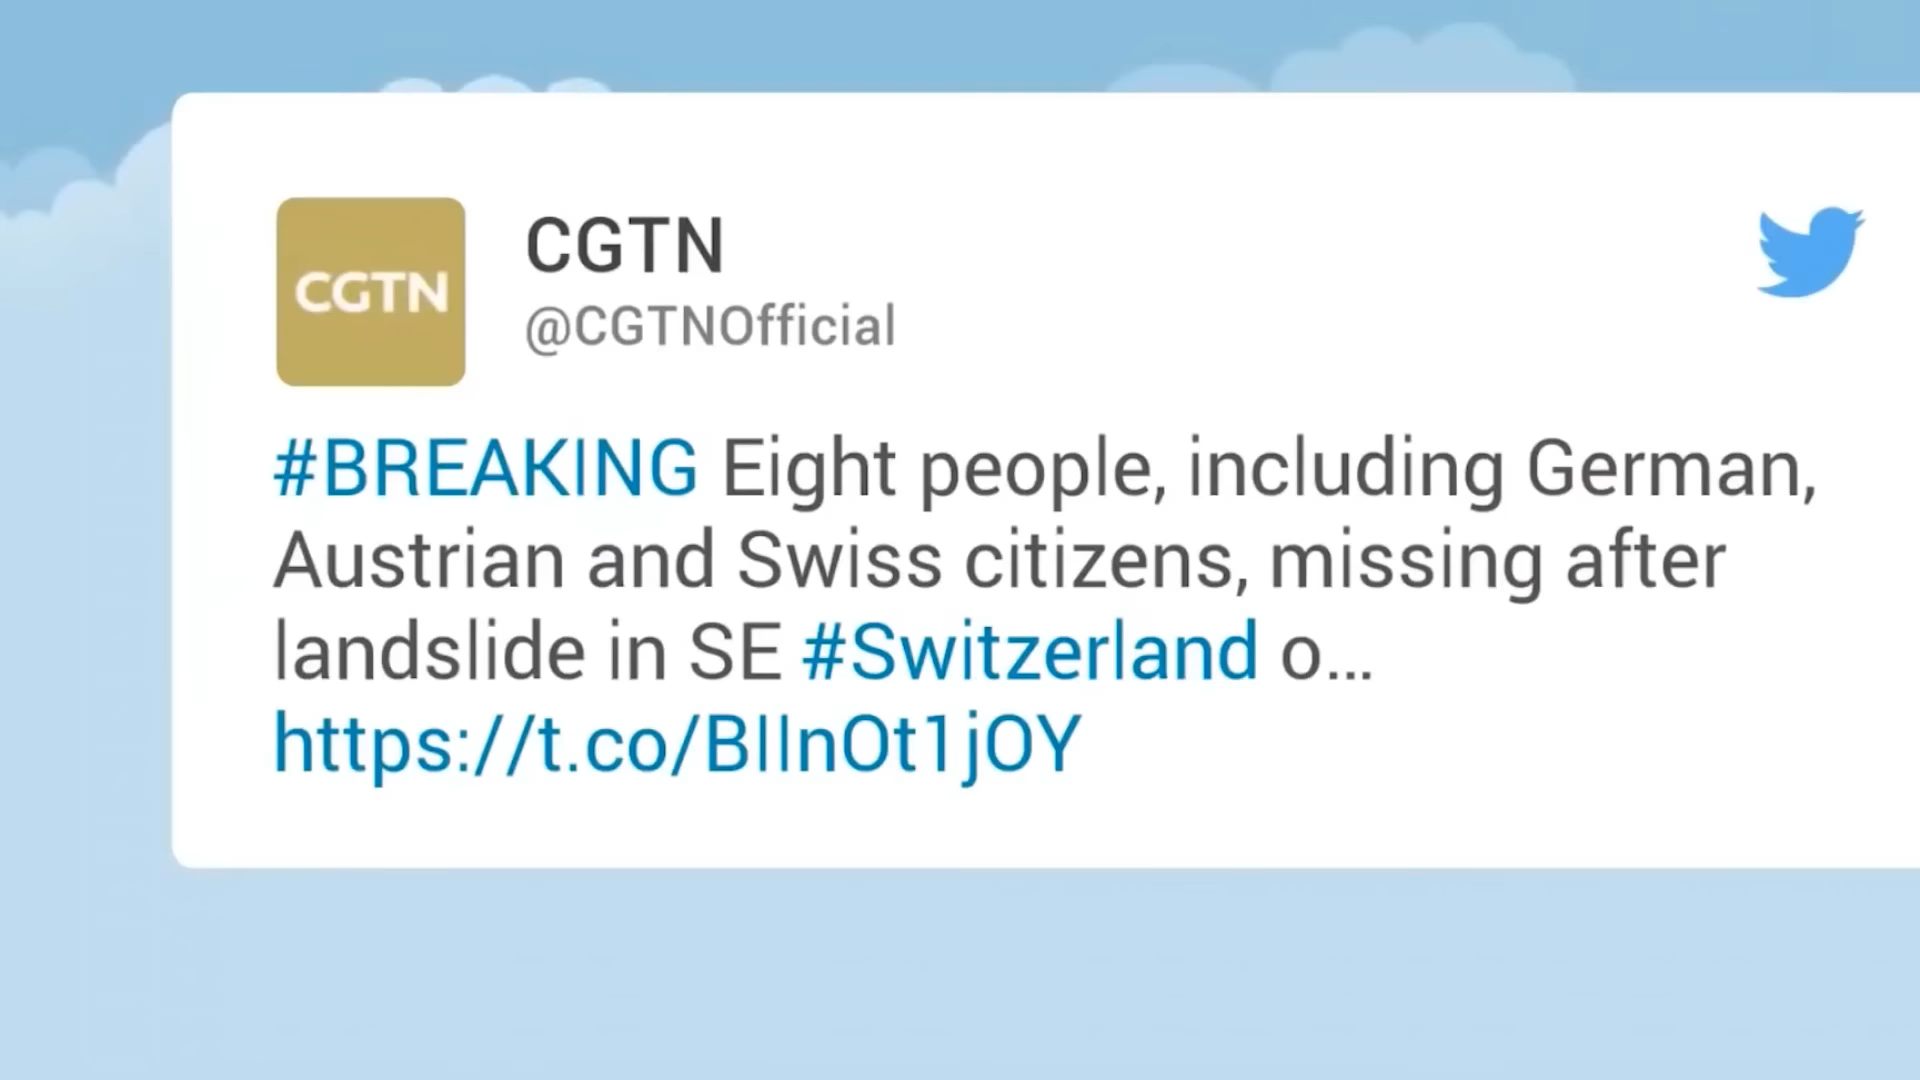 CGTN
CGTN
@CGTNOfficial
#BREAKING Eight people, including German,
Austrian and Swiss citizens, missing after
landslide in SE #Switzerland o...
https://t.co/BIInOt1jOY